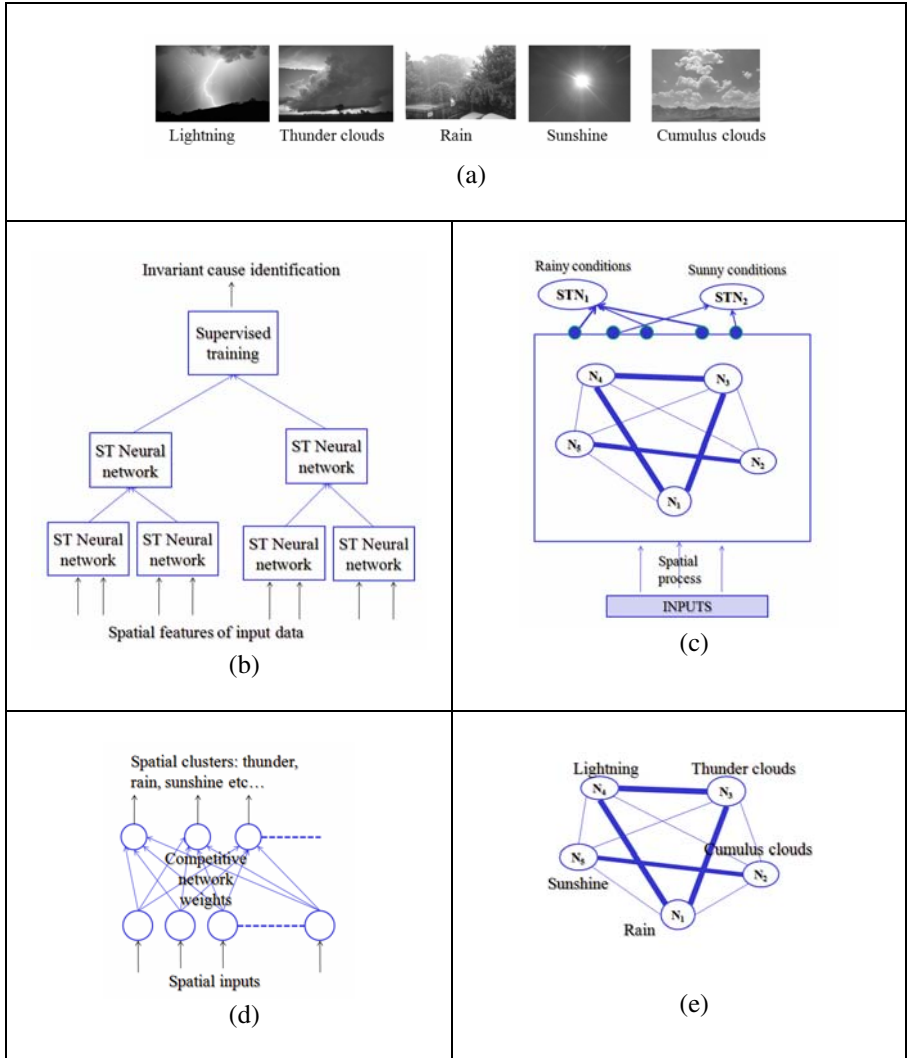 Lightning
Thunder clouds
Rain
Sunshine
Cumulus clouds
(a)
Invariant cause identification
Supervised
training
ST Neural
network
ST Neural
network
ST Neural
network
ST Neural
network
ST Neural
network
ST Neural
network
Spatial features of input data
(b)
Rainy conditions
Sunny conditions
STN₁
STN₂
N₄
N₃
N₅
N₂
N₁
Spatial
process
INPUTS
(c)
Spatial clusters: thunder,
rain, sunshine etc…
Competitive
network
weights
Spatial inputs
(d)
Lightning
Thunder clouds
N₄
N₃
Cumulus clouds
N₅
N₂
Sunshine
N₁
Rain
(e)